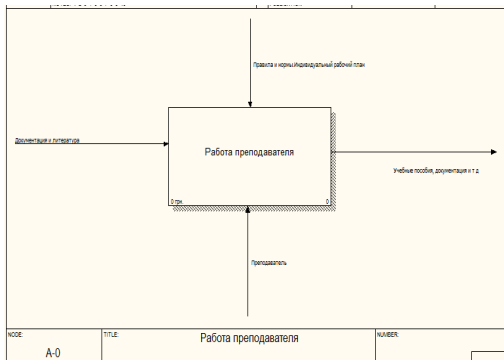 Правила и нормы.Индивидуальный рабочий план
Документация и литература
Работа преподавателя
Учебные пособия, документация и т д
0 грн.
0
Преподаватель
NODE:
TITLE:
Работа преподавателя
NUMBER:
A-0